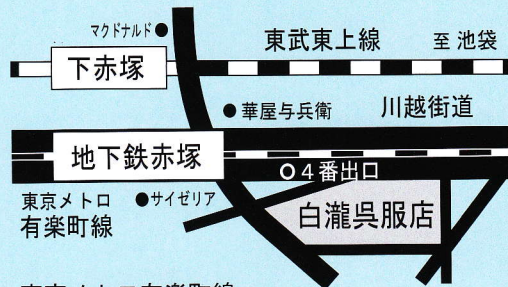 マクドナルド
東武東上線
至 池袋
下赤塚
華屋与兵衛
川越街道
地下鉄赤塚
4番出口
東京メトロ
有楽町線
サイゼリア
白瀧呉服店